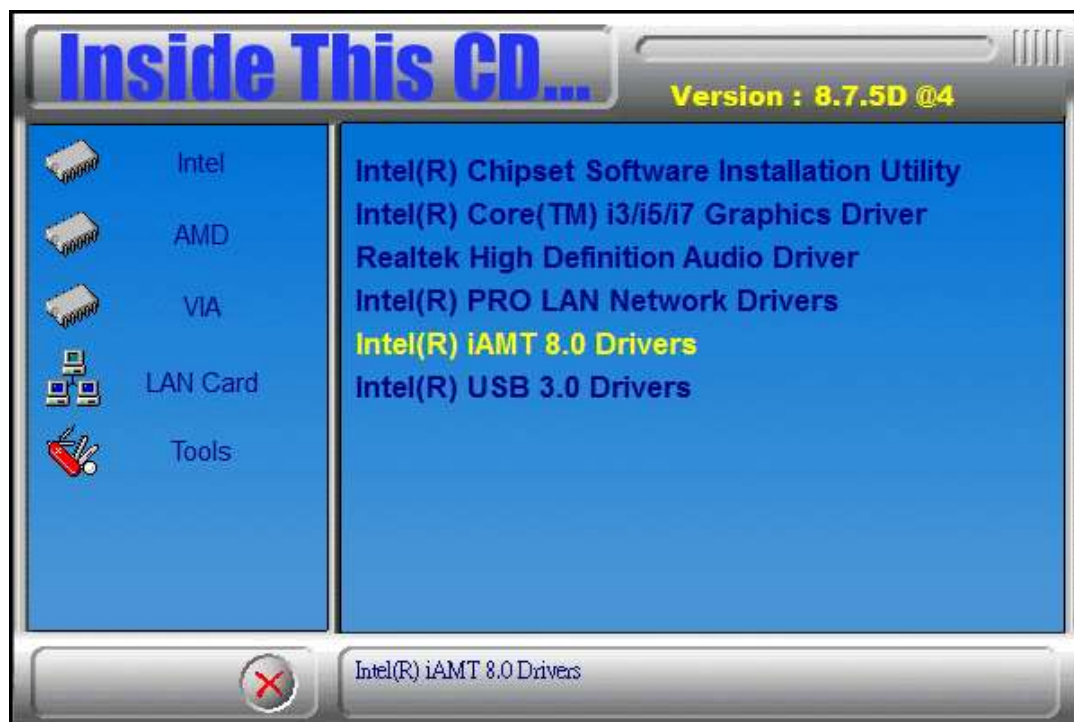 Inside This CD...
Version : 8.7.5D @4
Intel
AMD
VIA
LAN Card
Tools
Intel(R) Chipset Software Installation Utility
Intel(R) Core(TM) i3/i5/i7 Graphics Driver
Realtek High Definition Audio Driver
Intel(R) PRO LAN Network Drivers
Intel(R) iAMT 8.0 Drivers
Intel(R) USB 3.0 Drivers
Intel(R) iAMT 8.0 Drivers